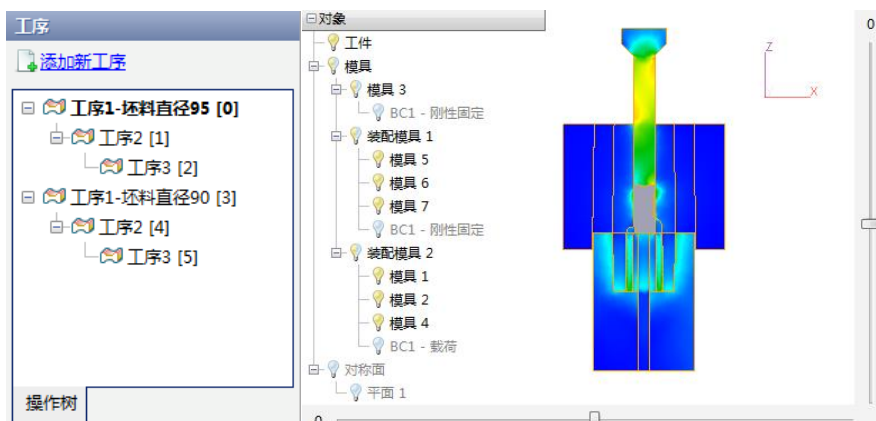 工序
添加新工序
工序1-坯料直径95 [0]
工序2 [1]
工序3 [2]
工序1-坯料直径90 [3]
工序2 [4]
工序3 [5]
操作树
对象
工件
模具
模具 3
BC1 - 刚性固定
装配模具 1
模具 5
模具 6
模具 7
BC1 - 刚性固定
装配模具 2
模具 1
模具 2
模具 4
BC1 - 载荷
对称面
平面 1
Z
X
0
0